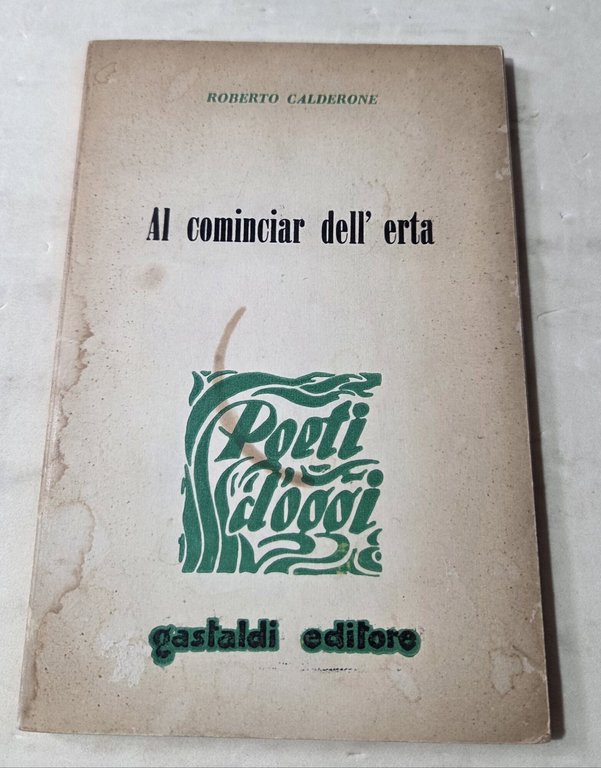 ROBERTO CALDERONE
Al cominciar dell' erta
Poeti
d'oggi
gastaldi editore